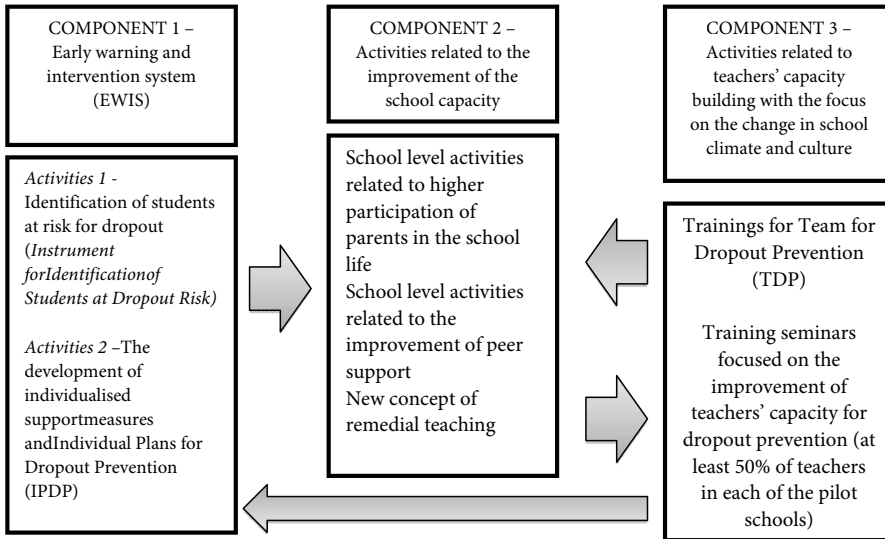 COMPONENT 1 –
Early warning and
intervention system
(EWIS)
COMPONENT 2 –
Activities related to the
improvement of the
school capacity
COMPONENT 3 –
Activities related to
teachers’ capacity
building with the focus
on the change in school
climate and culture
Activities 1 -
Identification of students
at risk for dropout
(Instrument
forIdentificationof
Students at Dropout Risk)
Activities 2 –The
development of
individualised
supportmeasures
andIndividual Plans for
Dropout Prevention
(IPDP)
School level activities
related to higher
participation of
parents in the school
life
School level activities
related to the
improvement of peer
support
New concept of
remedial teaching
Trainings for Team for
Dropout Prevention
(TDP)
Training seminars
focused on the
improvement of
teachers’ capacity for
dropout prevention (at
least 50% of teachers
in each of the pilot
schools)